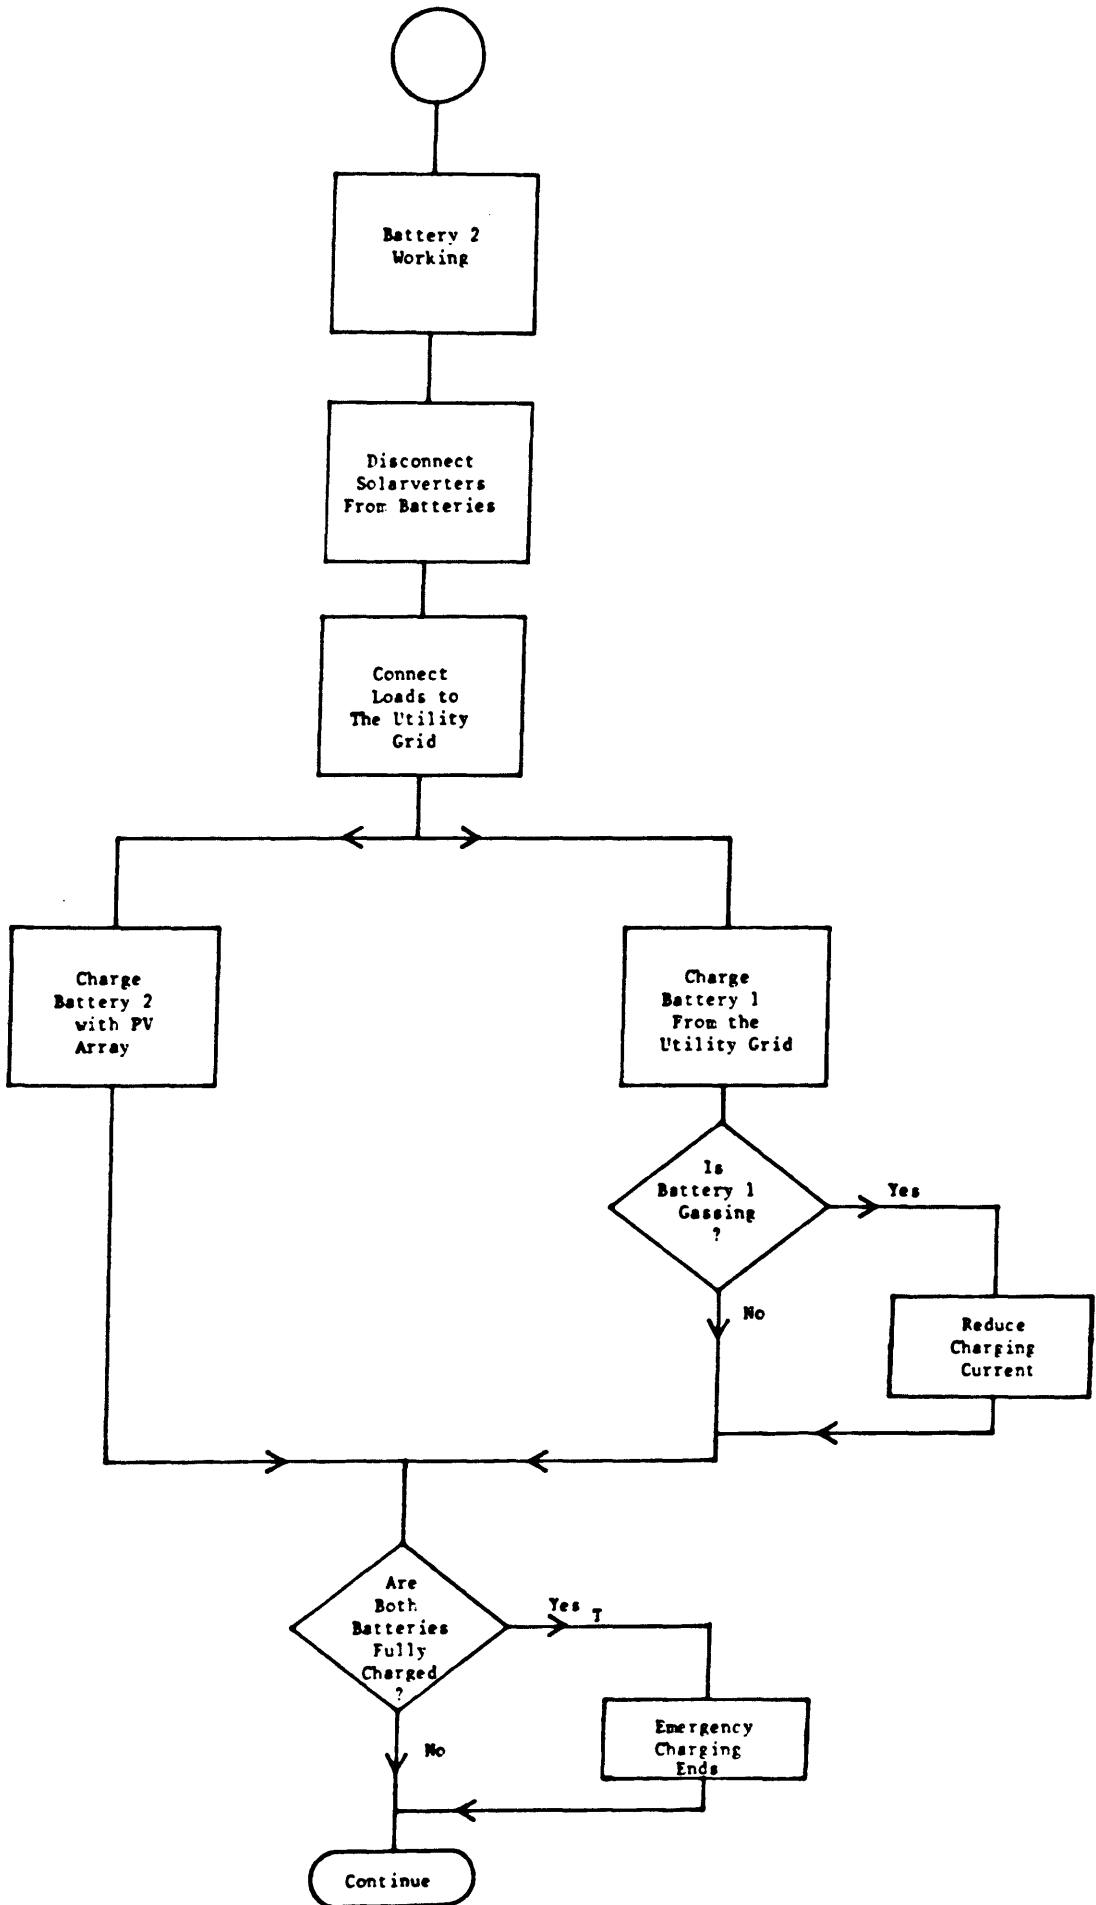 Battery 2
Working
Disconnect
Solarverters
From Batteries
Connect
Loads to
The Utility
Grid
Charge
Battery 2
with PV
Array
Charge
Battery 1
From the
Utility Grid
Is
Battery 1
Gassing
?
Yes
No
Reduce
Charging
Current
Are
Both
Batteries
Fully
Charged
?
Yes T
No
Emergency
Charging
Ends
Continue